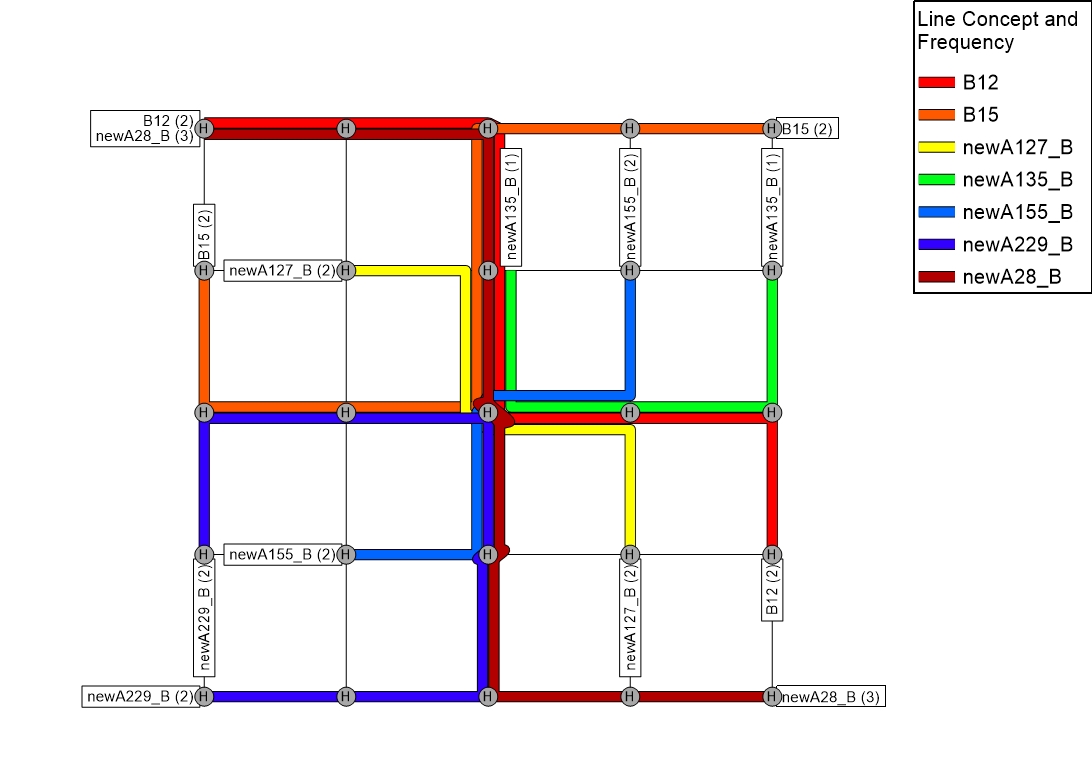 Line Concept and
Frequency
B12
B15
newA127_B
newA135_B
newA155_B
newA229_B
newA28_B
B12 (2)
newA28_B (3)
H
H
H
H
H
B15 (2)
B15 (2)
newA135_B (1)
newA155_B (2)
newA135_B (1)
H
newA127_B (2)
H
H
H
H
H
H
H
H
H
H
newA155_B (2)
H
H
H
H
newA229_B (2)
newA127_B (2)
B12 (2)
newA229_B (2)
H
H
H
H
H
newA28_B (3)